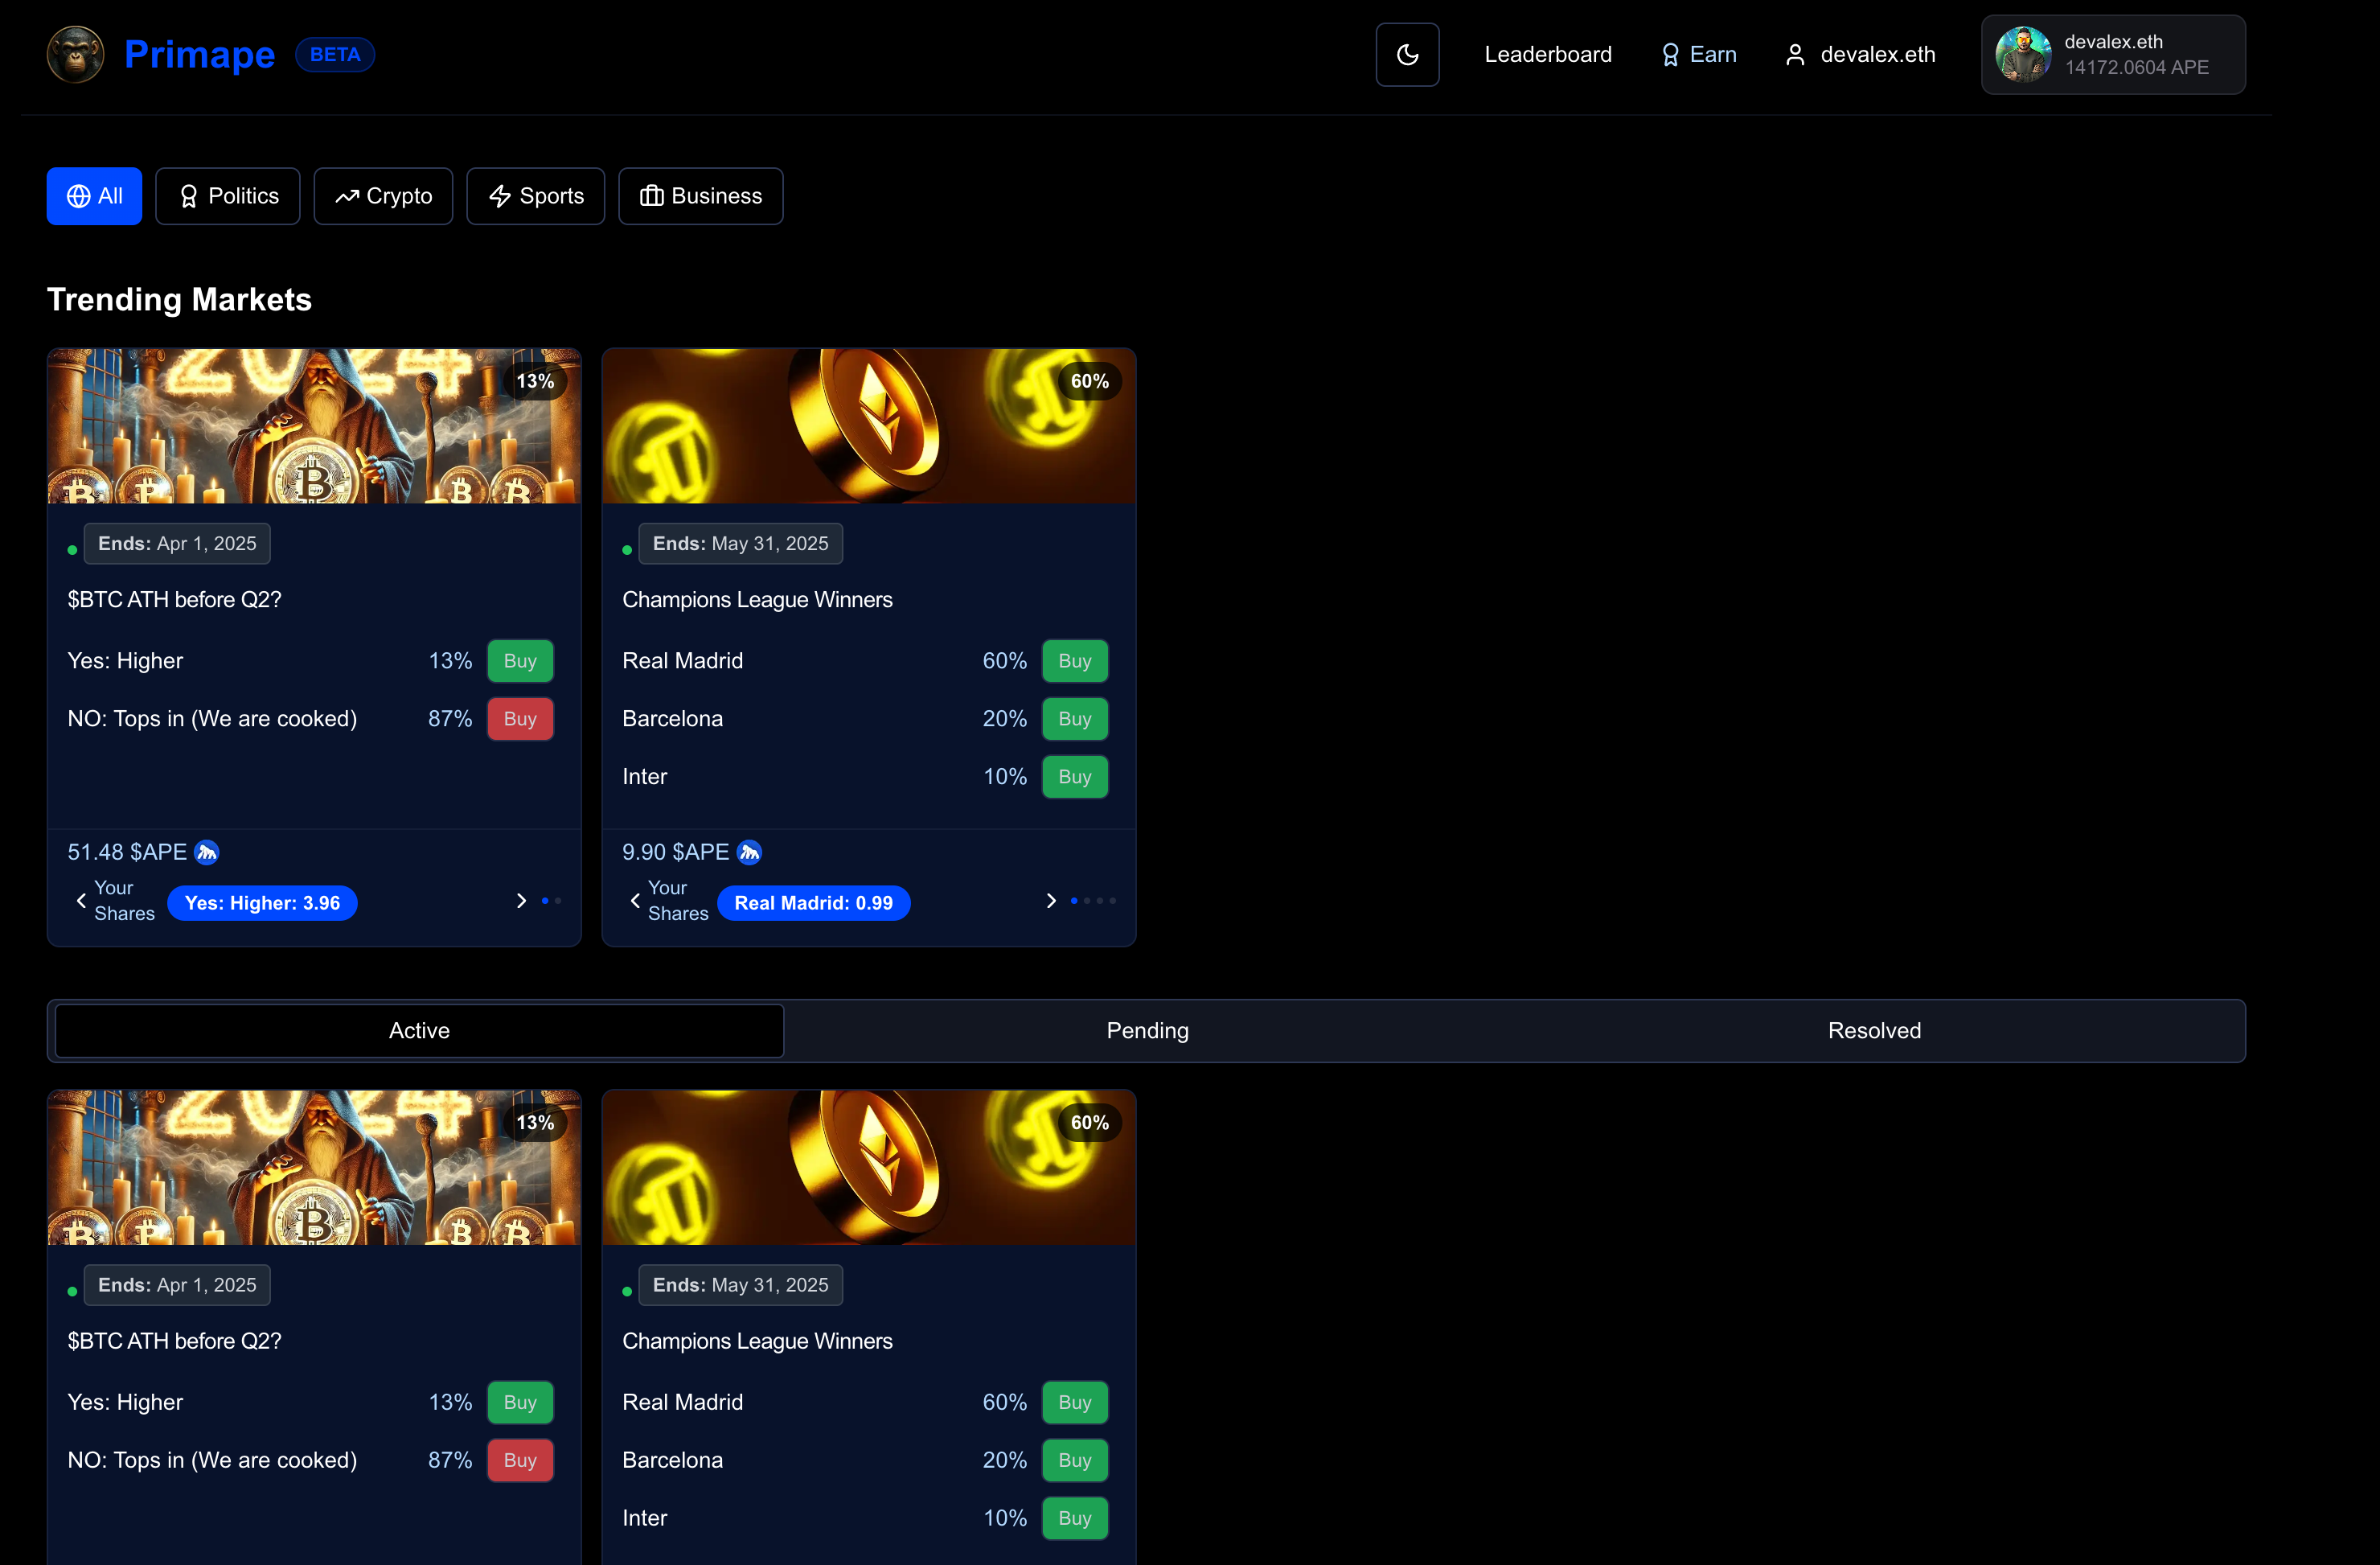 Primape BETA
Leaderboard
Earn
devalex.eth
devalex.eth
14172.0604 APE
All
Politics
Crypto
Sports
Business
Trending Markets
2024
13%
Ends: Apr 1, 2025
$BTC ATH before Q2?
Yes: Higher 13% Buy
NO: Tops in (We are cooked) 87% Buy
51.48 $APE
Your
Shares
Yes: Higher: 3.96
60%
Ends: May 31, 2025
Champions League Winners
Real Madrid 60% Buy
Barcelona 20% Buy
Inter 10% Buy
9.90 $APE
Your
Shares
Real Madrid: 0.99
Active
Pending
Resolved
2024
13%
Ends: Apr 1, 2025
$BTC ATH before Q2?
Yes: Higher 13% Buy
NO: Tops in (We are cooked) 87% Buy
60%
Ends: May 31, 2025
Champions League Winners
Real Madrid 60% Buy
Barcelona 20% Buy
Inter 10% Buy